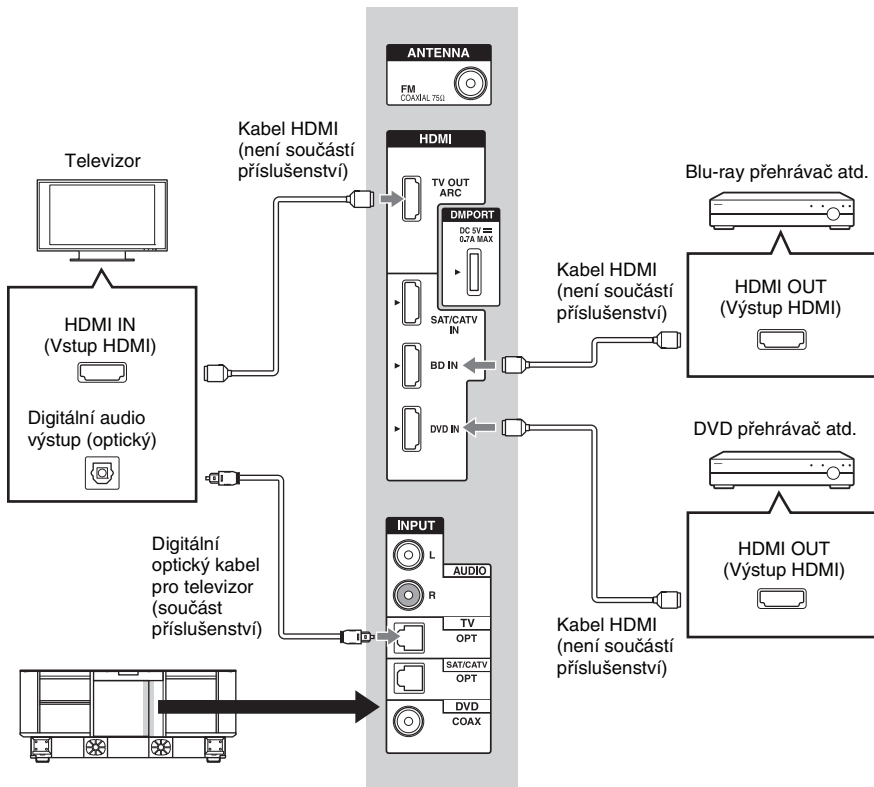 ANTENNA
FM
COAXIAL 75Ω
Kabel HDMI
(není součástí
příslušenství)
HDMI
Televizor
TV OUT
ARC
Blu-ray přehrávač atd.
DMPORT
DC 5V
0.7A MAX
Kabel HDMI
(není součástí
příslušenství)
HDMI OUT
(Výstup HDMI)
SAT/CATV
IN
HDMI IN
(Vstup HDMI)
BD IN
Digitální audio
výstup (optický)
DVD IN
DVD přehrávač atd.
INPUT
L
AUDIO
R
Digitální
optický kabel
pro televizor
(součást
příslušenství)
HDMI OUT
(Výstup HDMI)
TV
OPT
Kabel HDMI
(není součástí
příslušenství)
SAT/CATV
OPT
DVD
COAX